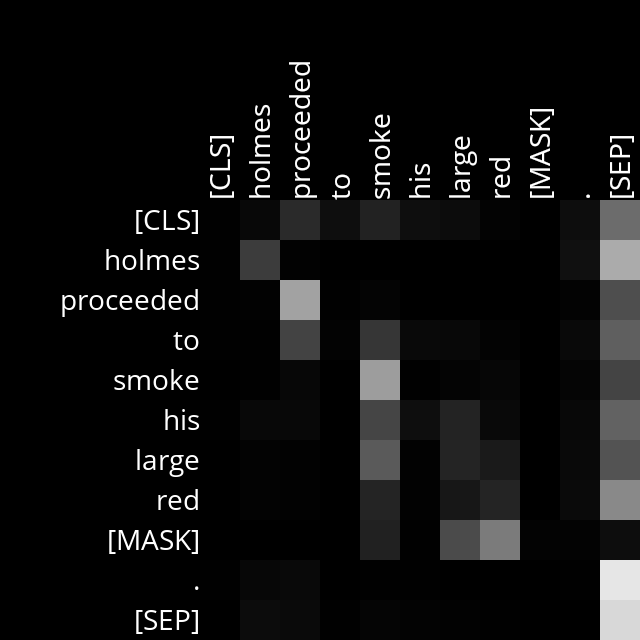 [CLS]
holmes
proceeded
to
smoke
his
large
red
[MASK]
.
[SEP]
[CLS]
holmes
proceeded
to
smoke
his
large
red
[MASK]
.
[SEP]